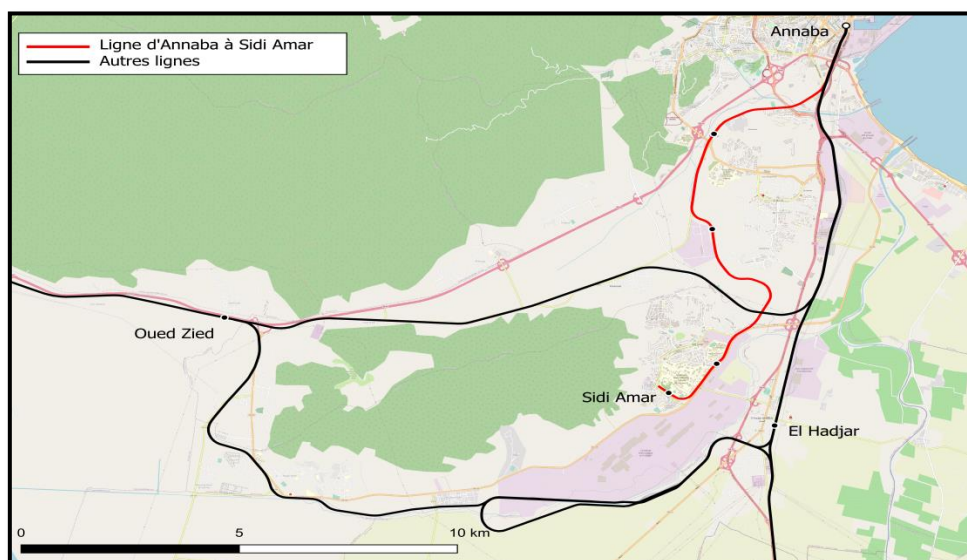 Ligne d'Annaba à Sidi Amar
Autres lignes
Annaba
Oued Zied
Sidi Amar
El Hadjar
0 5 10 km